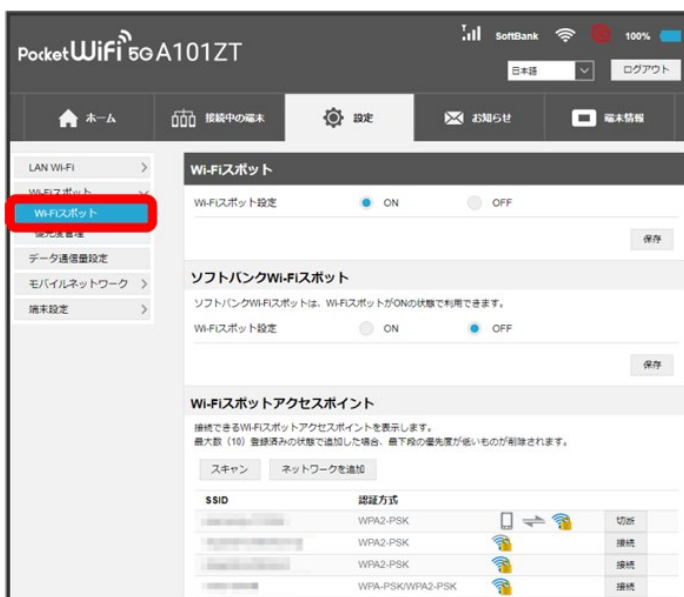 SoftBank 100%
Pocket WiFi 5G A101ZT
日本語 ログアウト
ホーム 接続中の端末 設定 お知らせ 端末情報
LAN Wi-Fi
Wi-Fiスポット
Wi-Fiスポット
優先度管理
データ通信量設定
モバイルネットワーク
端末設定
Wi-Fiスポット
Wi-Fiスポット設定 ON OFF
保存
ソフトバンクWi-Fiスポット
ソフトバンクWi-Fiスポットは、Wi-FiスポットがONの状態で利用できます。
Wi-Fiスポット設定 ON OFF
保存
Wi-Fiスポットアクセスポイント
接続できるWi-Fiスポットアクセスポイントを表示します。
最大数（10）登録済みの状態で追加した場合、最下段の優先度が低いものが削除されます。
スキャン ネットワークを追加
SSID 認証方式
WPA2-PSK 切断
WPA2-PSK 接続
WPA2-PSK 接続
WPA-PSK/WPA2-PSK 接続